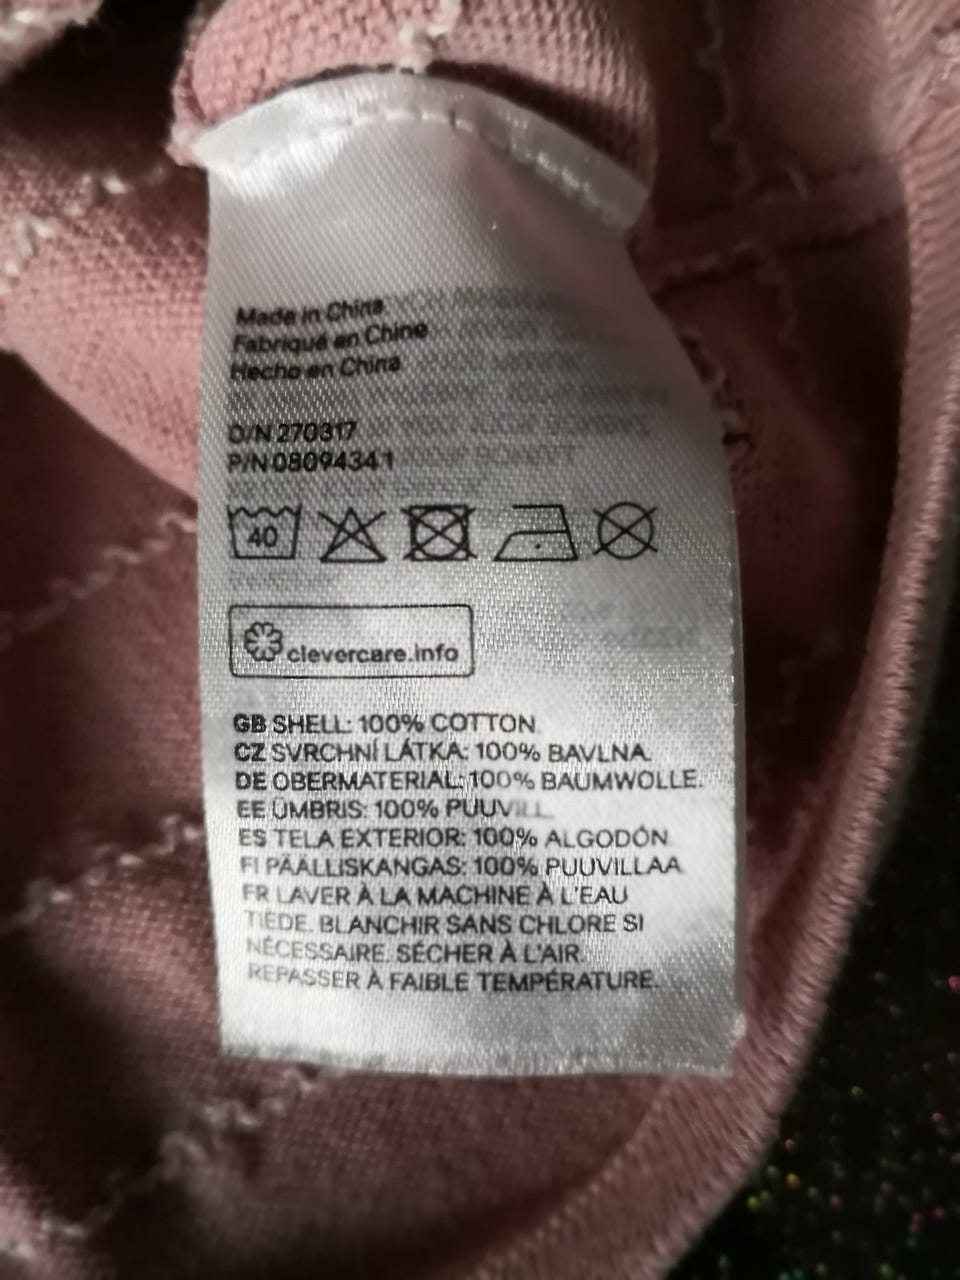 Made in China
Fabriqué en Chine
Hecho en China
O/N 270317
P/N 08094341
40
clevercare.info
GB SHELL: 100% COTTON
CZ SVRCHNÍ LÁTKA: 100% BAVLNA
DE OBERMATERIAL: 100% BAUMWOLLE.
EE ÜMBRIS: 100% PUUVILL
ES TELA EXTERIOR: 100% ALGODÓN
FI PÄÄLLISKANGAS: 100% PUUVILLAA
FR LAVER À LA MACHINE À L'EAU
TIÈDE. BLANCHIR SANS CHLORE SI
NÉCESSAIRE. SÉCHER À L'AIR.
REPASSER À FAIBLE TEMPÉRATURE.